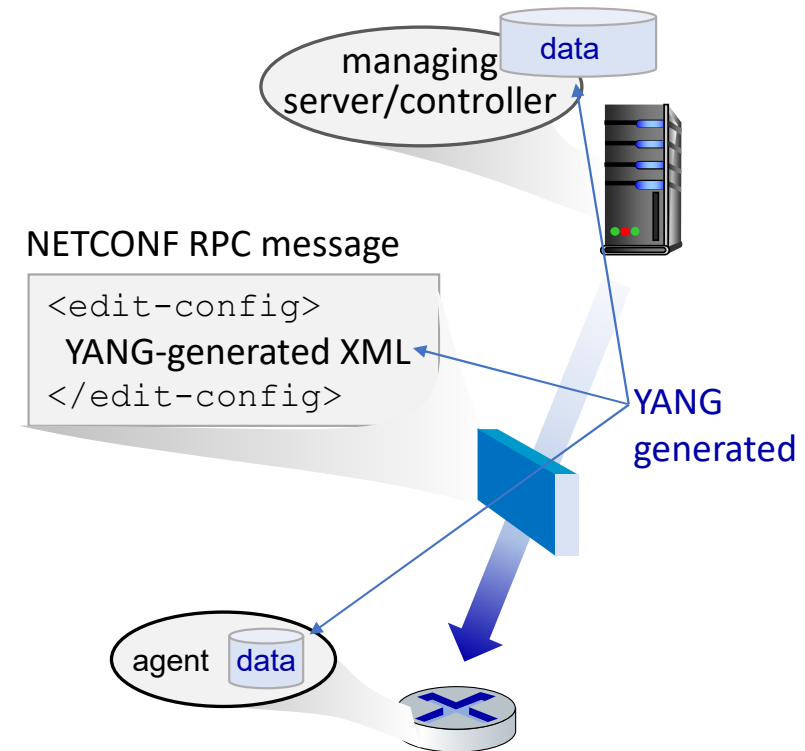 data
managing
server/controller
NETCONF RPC message
<edit-config>
YANG-generated XML
</edit-config>
YANG
generated
agent data